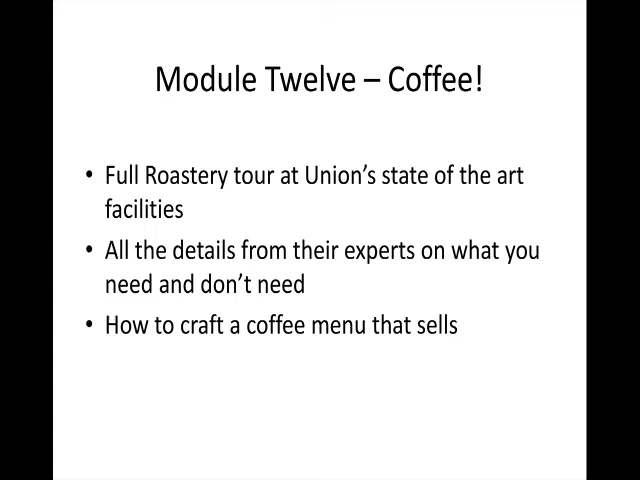 Module Twelve – Coffee!
• Full Roastery tour at Union’s state of the art
facilities
• All the details from their experts on what you
need and don’t need
• How to craft a coffee menu that sells